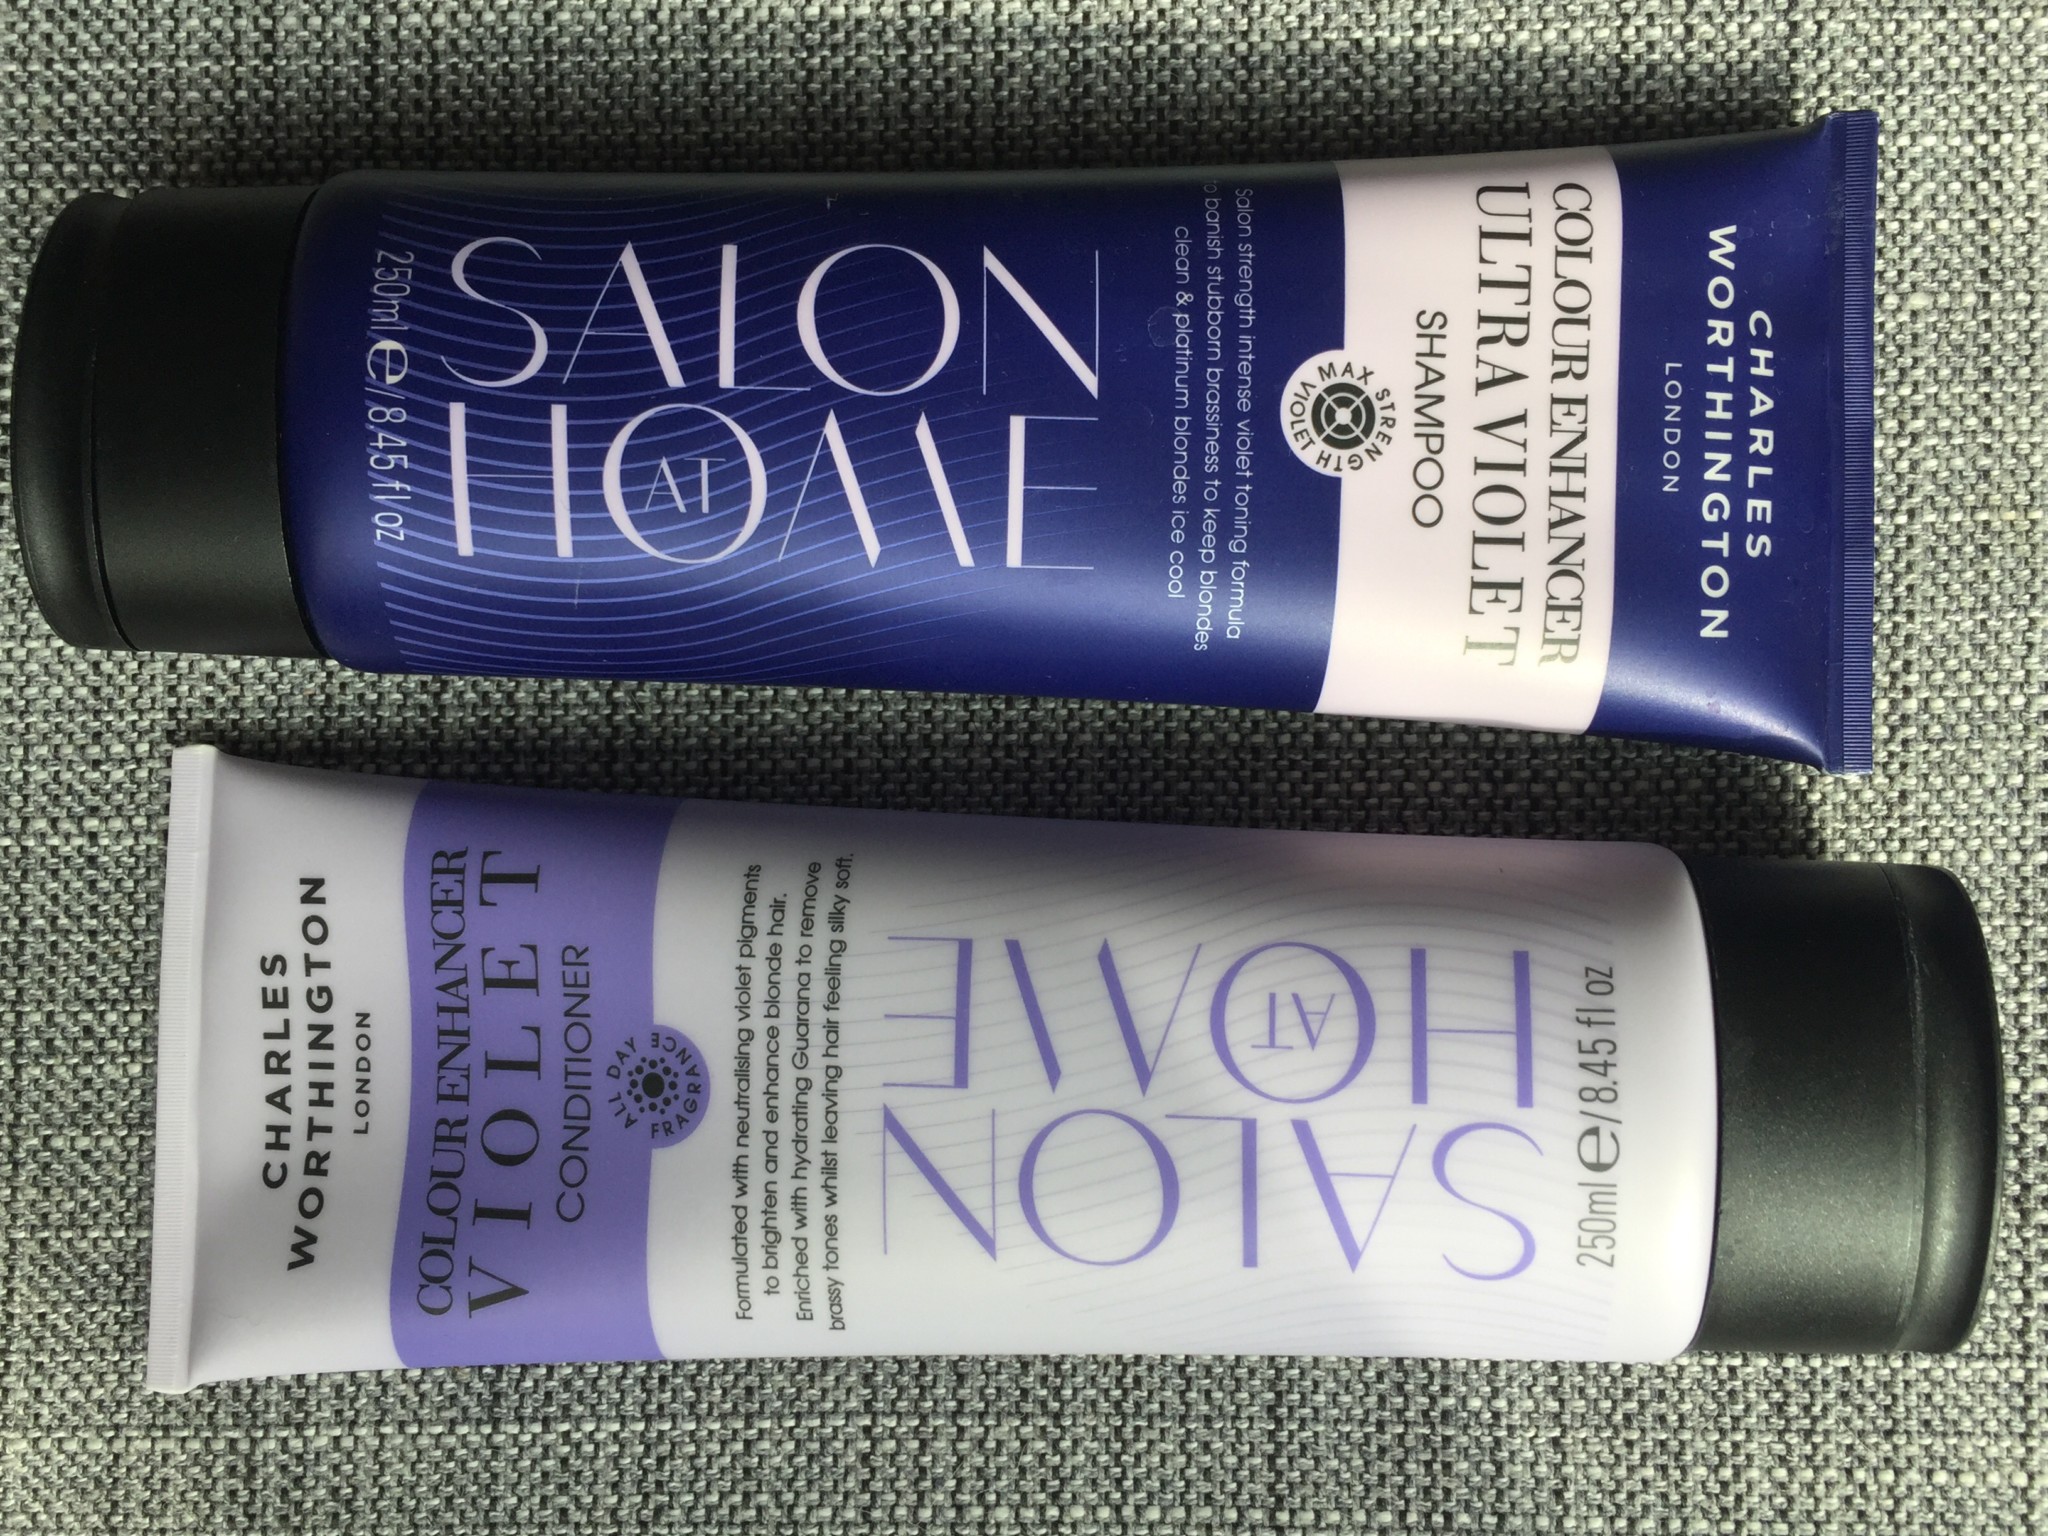 CHARLES
WORTHINGTON
LONDON
COLOUR ENHANCER
ULTRA VIOLET
SHAMPOO
MAX STRENGTH VIOLET
Salon strength intense violet toning formula
to banish stubborn brassiness to keep blondes
clean & platinum blondes ice cool
SALON
AT
HOME
250ml e / 8.45 fl oz
CHARLES
WORTHINGTON
LONDON
COLOUR ENHANCER
VIOLET
CONDITIONER
ALL DAY FRAGRANCE
Formulated with neutralising violet pigments
to brighten and enhance blonde hair.
Enriched with hydrating Guarana to remove
brassy tones whilst leaving hair feeling silky soft.
SALON
AT
HOME
250ml e / 8.45 fl oz